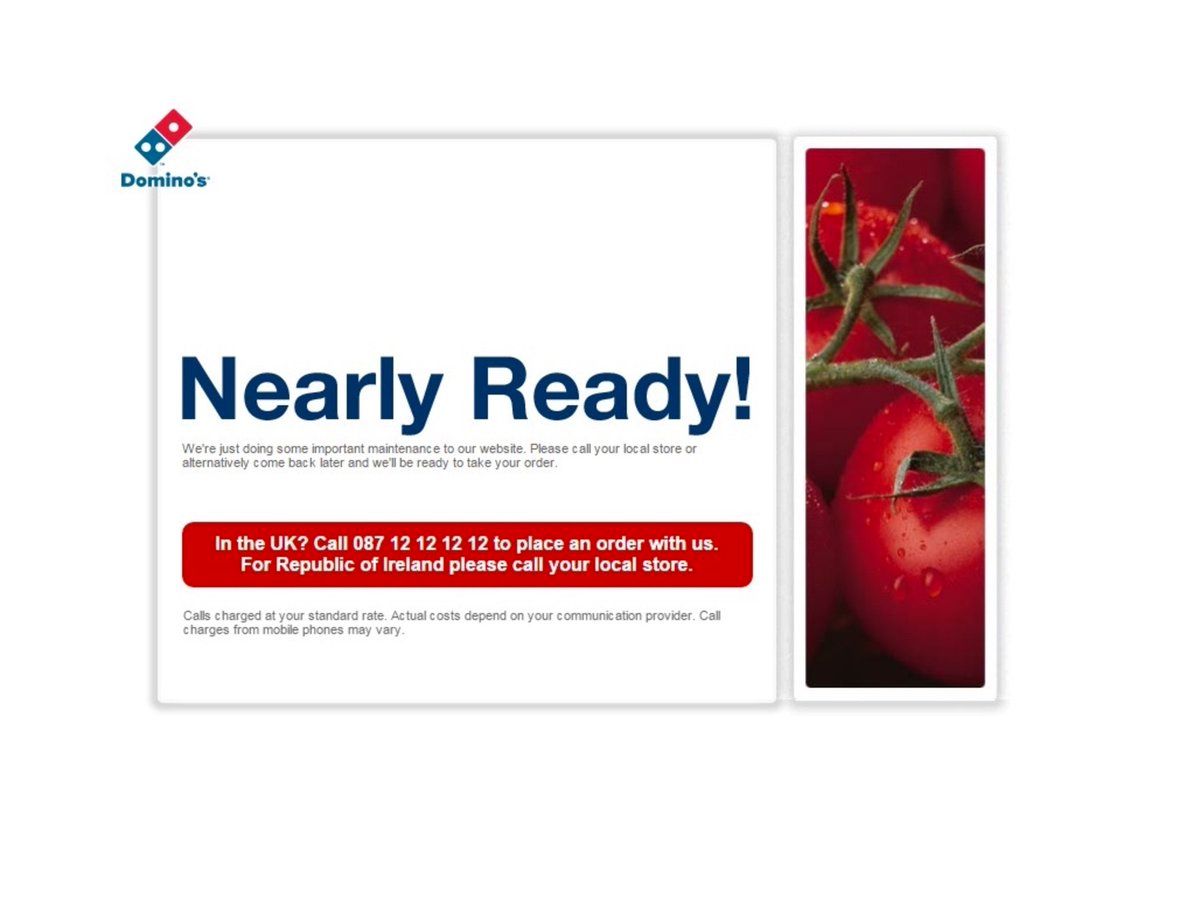 Domino's
Nearly Ready!
We're just doing some important maintenance to our website. Please call your local store or
alternatively come back later and we'll be ready to take your order.
In the UK? Call 087 12 12 12 12 to place an order with us.
For Republic of Ireland please call your local store.
Calls charged at your standard rate. Actual costs depend on your communication provider. Call
charges from mobile phones may vary.